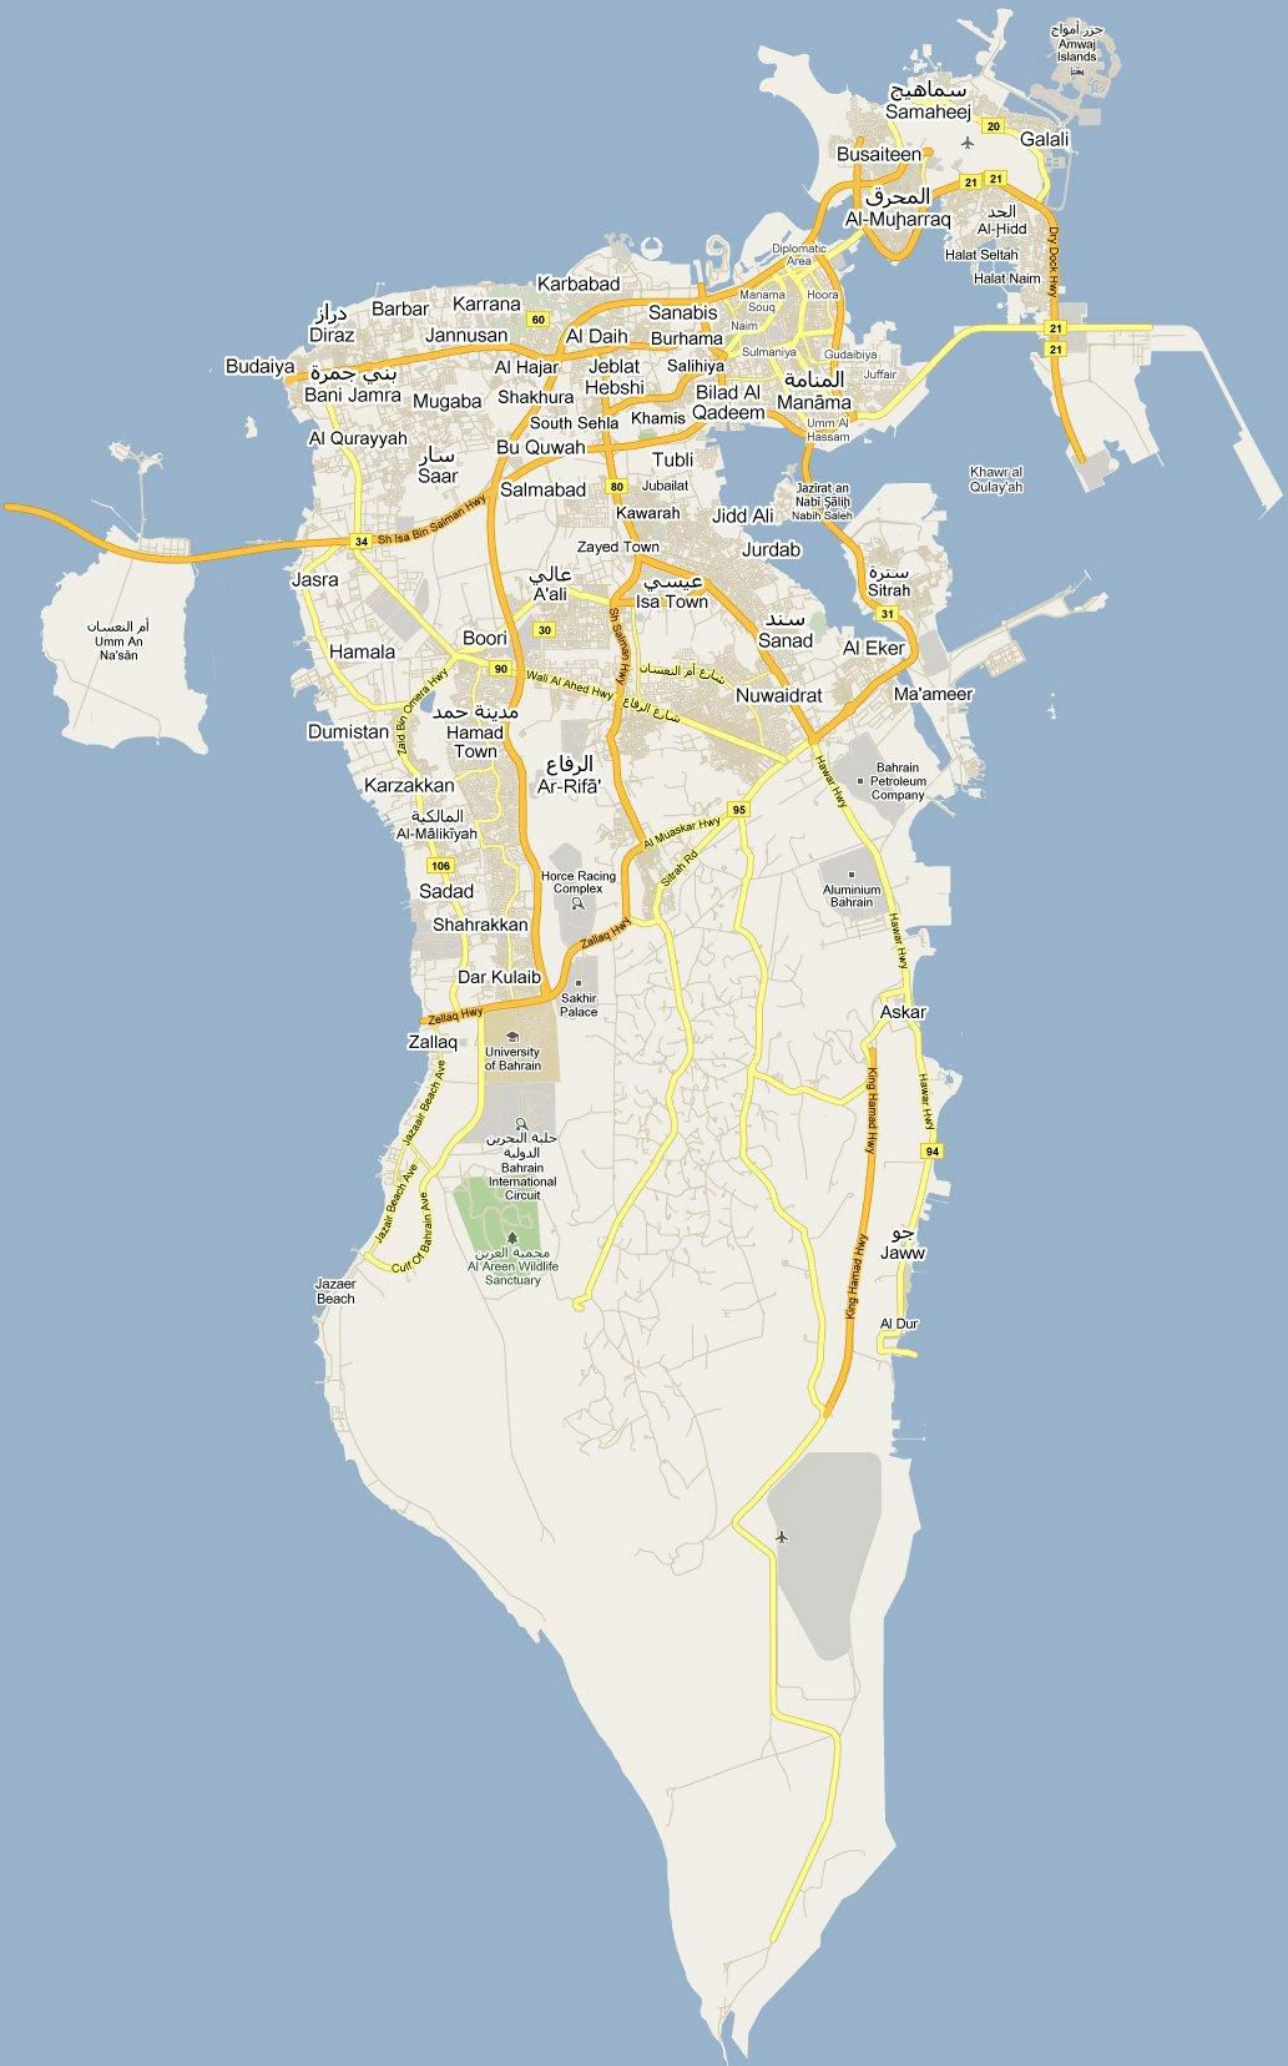 جزر أمواج
Amwaj
Islands
سماهيج
Samaheej
20
Galali
Busaiteen
21
21
المحرق
Al-Muḩarraq
الحد
Al-Ḩidd
Dry Dock Hwy
Diplomatic
Area
Halat Seltah
Halat Naim
Karbabad
Manama
Souq
Hoora
دراز
Diraz
Barbar
Karrana
60
Sanabis
Naim
21
21
Jannusan
Al Daih
Burhama
Sulmaniya
Gudaibiya
Budaiya
بني جمرة
Bani Jamra
Al Hajar
Jeblat
Hebshi
Salihiya
Juffair
المنامة
Manāma
Mugaba
Shakhura
Bilad Al
Qadeem
South Sehla
Khamis
Umm Al
Hassam
Al Qurayyah
Bu Quwah
سار
Saar
Tubli
Khawr al
Qulay'ah
Salmabad
80
Jubailat
Jazīrat an
Nabī Şāliḩ
Nabih Saleh
Sh Isa Bin Salman Hwy
Kawarah
Jidd Ali
34
Zayed Town
Jurdab
Jasra
عالي
A'ali
عيسي
Isa Town
سترة
Sitrah
31
أم النعسان
Umm An
Na'sān
30
Sh Salman Hwy
سند
Sanad
Boori
Al Eker
Hamala
90
Wali Al Ahed Hwy
شارع أم النعسان
شارع الرفاع
Nuwaidrat
Ma'ameer
Zaid Bin Omera Hwy
مدينة حمد
Hamad
Town
Dumistan
الرفاع
Ar-Rifā'
Hawar Hwy
Bahrain
Petroleum
Company
Karzakkan
المالكية
Al-Mālikīyah
95
Al Muaskar Hwy
Sitrah Rd
106
Sadad
Horce Racing
Complex
Aluminium
Bahrain
Shahrakkan
Zallaq Hwy
Hawar Hwy
Dar Kulaib
Sakhir
Palace
Zellaq Hwy
Askar
Zallaq
University
of Bahrain
Jazaair Beach Ave
King Hamad Hwy
Hawar Hwy
حلبة البحرين
الدولية
Bahrain
International
Circuit
94
Jazair Beach Ave
Gulf Of Bahrain Ave
محمية العرين
Al Areen Wildlife
Sanctuary
جو
Jaww
King Hamad Hwy
Jazaer
Beach
Al Dur